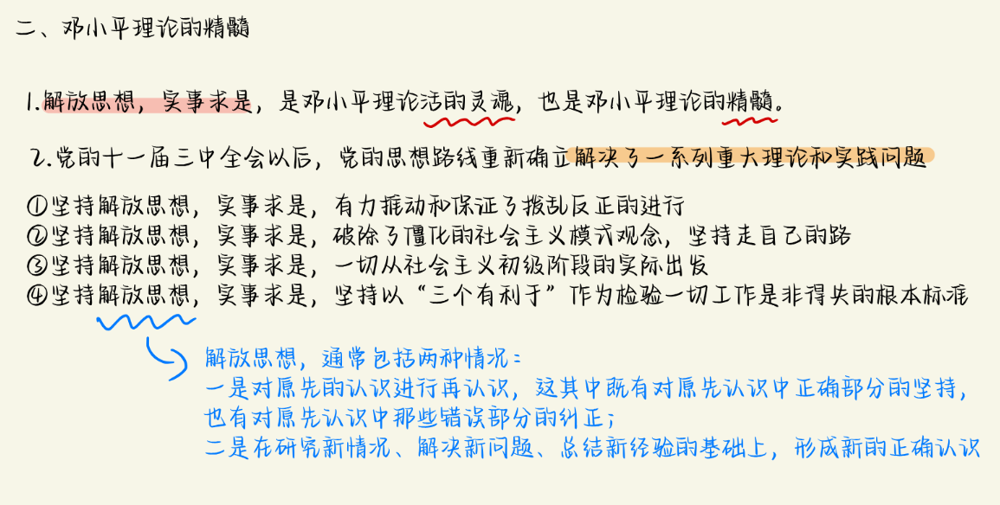 二、邓小平理论的精髓
1.解放思想，实事求是，是邓小平理论活的灵魂，也是邓小平理论的精髓。
2.党的十一届三中全会以后，党的思想路线重新确立解决了一系列重大理论和实践问题
①坚持解放思想，实事求是，有力推动和保证了拨乱反正的进行
②坚持解放思想，实事求是，破除了僵化的社会主义模式观念，坚持走自己的路
③坚持解放思想，实事求是，一切从社会主义初级阶段的实际出发
④坚持解放思想，实事求是，坚持以“三个有利于”作为检验一切工作是非得失的根本标准
解放思想，通常包括两种情况：
一是对原先的认识进行再认识，这其中既有对原先认识中正确部分的坚持，
也有对原先认识中那些错误部分的纠正；
二是在研究新情况、解决新问题、总结新经验的基础上，形成新的正确认识